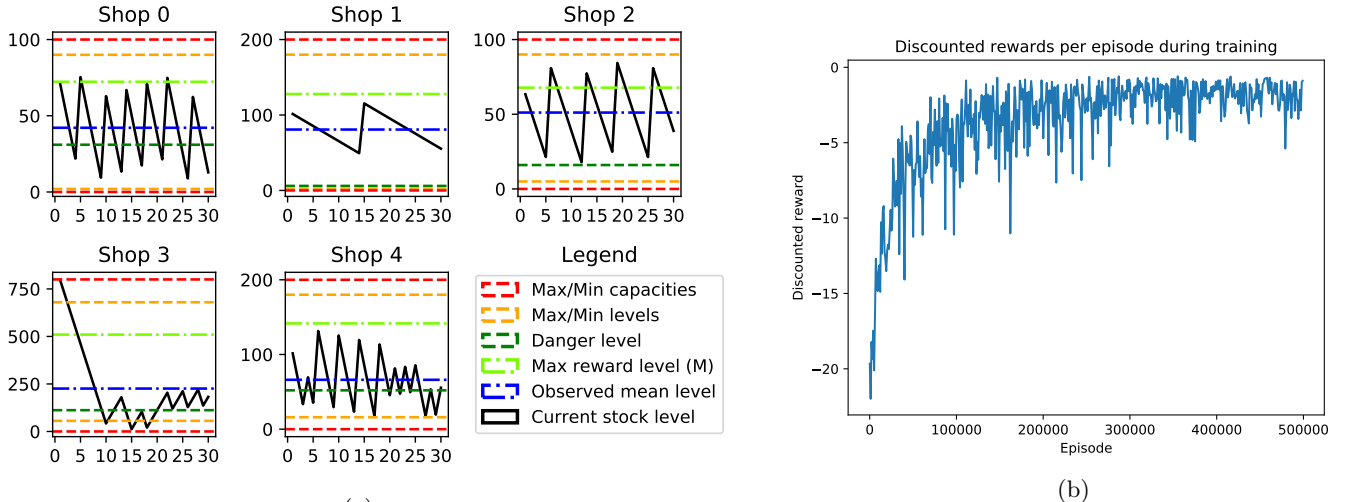 Shop 0
Shop 1
Shop 2
100
50
0
0 5 10 15 20 25 30
200
100
0
0 5 10 15 20 25 30
100
50
0
0 5 10 15 20 25 30
Shop 3
Shop 4
Legend
750
500
250
0
0 5 10 15 20 25 30
200
100
0
0 5 10 15 20 25 30
Max/Min capacities
Max/Min levels
Danger level
Max reward level (M)
Observed mean level
Current stock level
Discounted rewards per episode during training
Discounted reward
0
−5
−10
−15
−20
0 100000 200000 300000 400000 500000
Episode
(b)